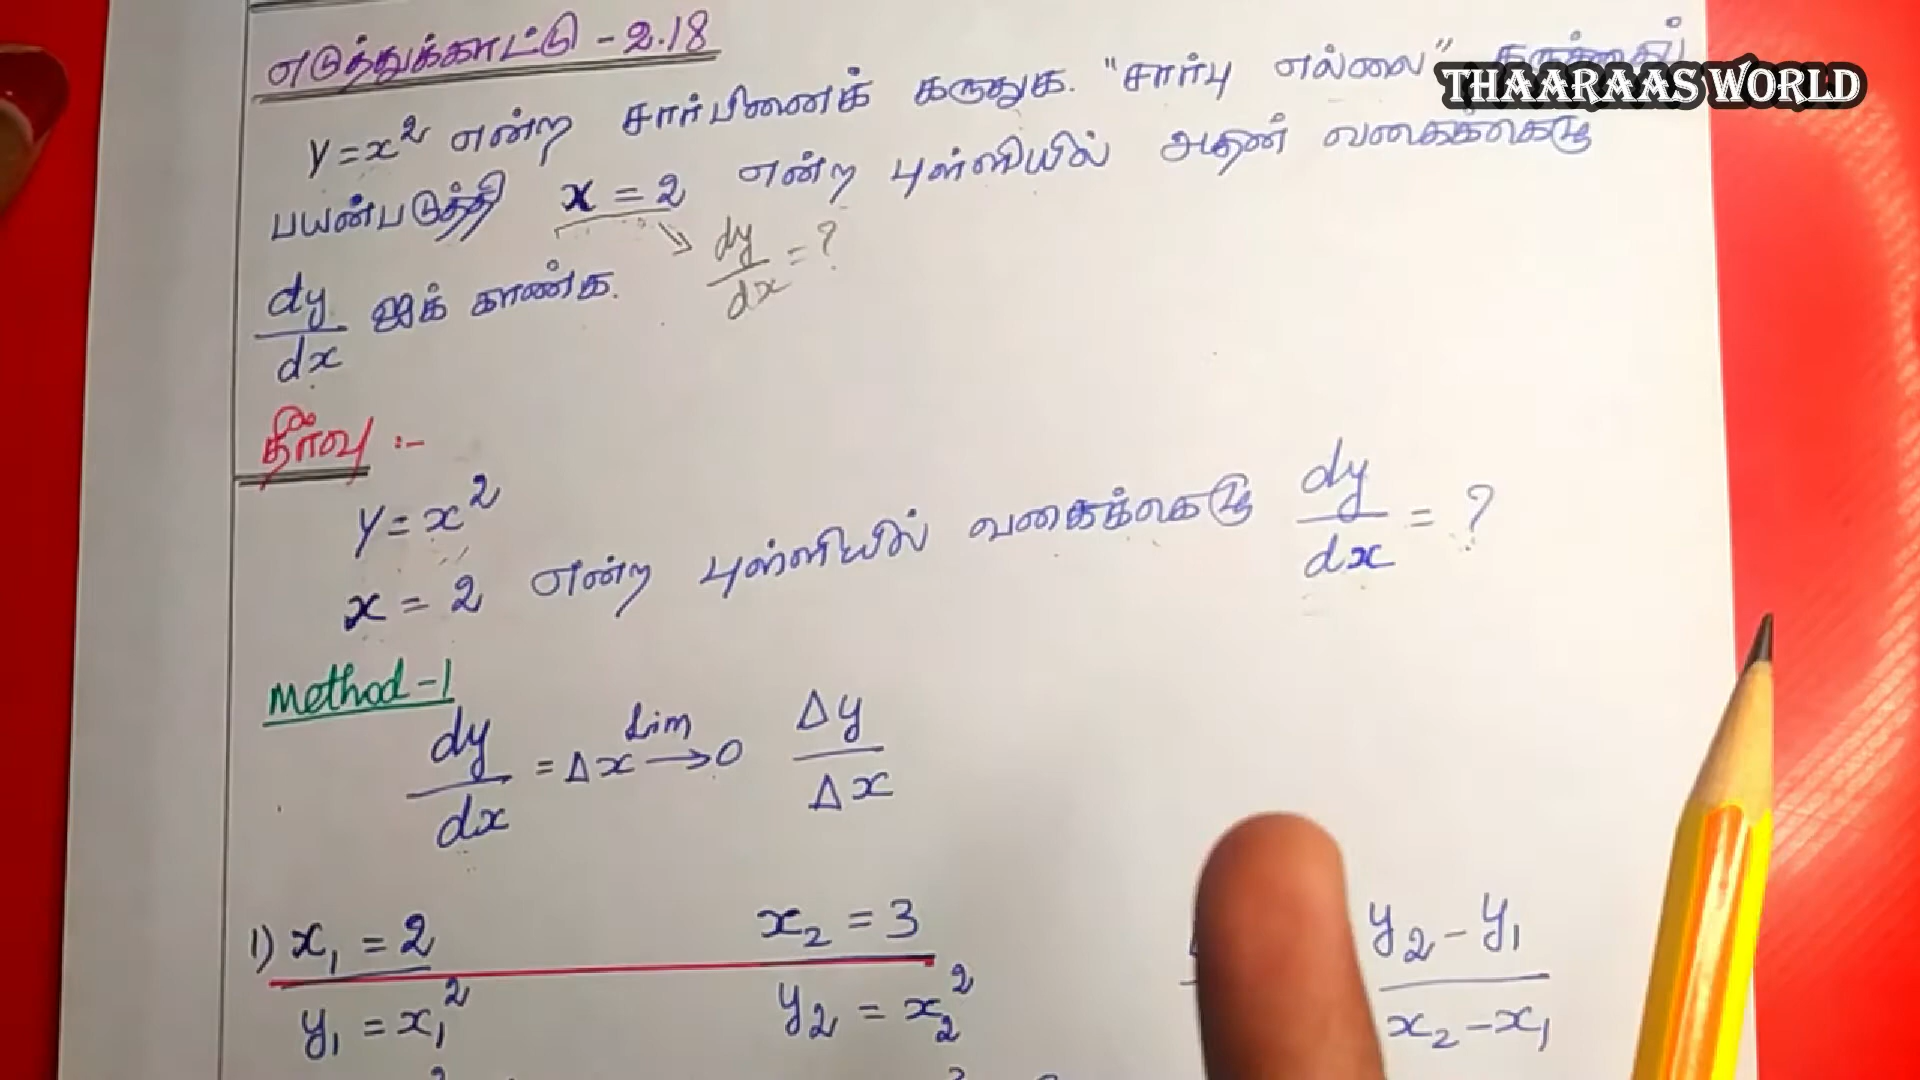 எடுத்துக்காட்டு - 2.18
THAARAAS WORLD
y = x² என்ற சார்பினைக் கருதுக. "சார்பு எல்லை"
பயன்படுத்தி x = 2 என்ற புள்ளியில் அதன் வகைக்கெழு
dy/dx ஐக் காண்க. dy/dx = ?
தீர்வு :-
y = x²
x = 2 என்ற புள்ளியில் வகைக்கெழு dy/dx = ?
Method - 1
dy/dx = Lim Δx → 0 Δy/Δx
1) x₁ = 2 x₂ = 3
y₁ = x₁² y₂ = x₂² y₂ - y₁ / x₂ - x₁